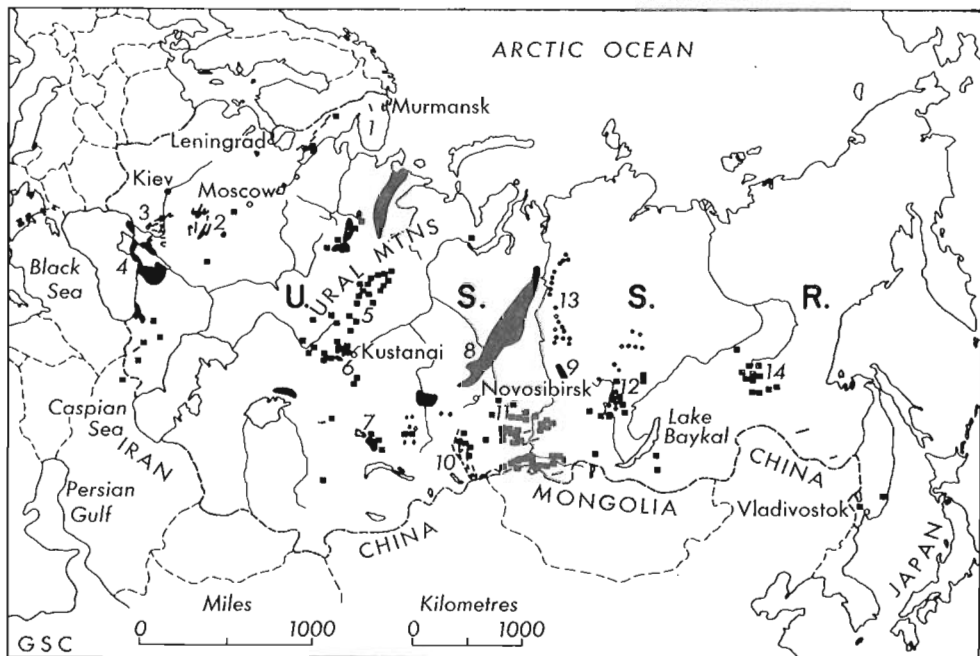 ARCTIC OCEAN
Murmansk
1
Leningrad
Kiev
Moscow
3
2
URAL MTNS
Black
Sea
4
U.
S.
S.
R.
13
5
8
Kustangi
6
9
14
Novosibirsk
12
11
Caspian
Sea
IRAN
7
Lake
Baykal
10
CHINA
MONGOLIA
Persian
Gulf
Vladivostok
CHINA
JAPAN
Miles
Kilometres
0
1000
0
1000
GSC